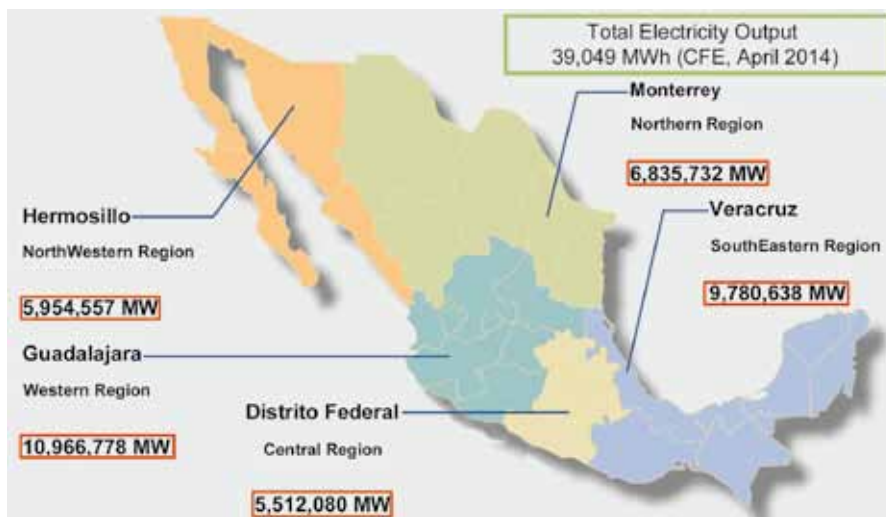 Total Electricity Output
39,049 MWh (CFE, April 2014)
Monterrey
Northern Region
6,835,732 MW
Hermosillo
NorthWestern Region
5,954,557 MW
Veracruz
SouthEastern Region
9,780,638 MW
Guadalajara
Western Region
10,966,778 MW
Distrito Federal
Central Region
5,512,080 MW